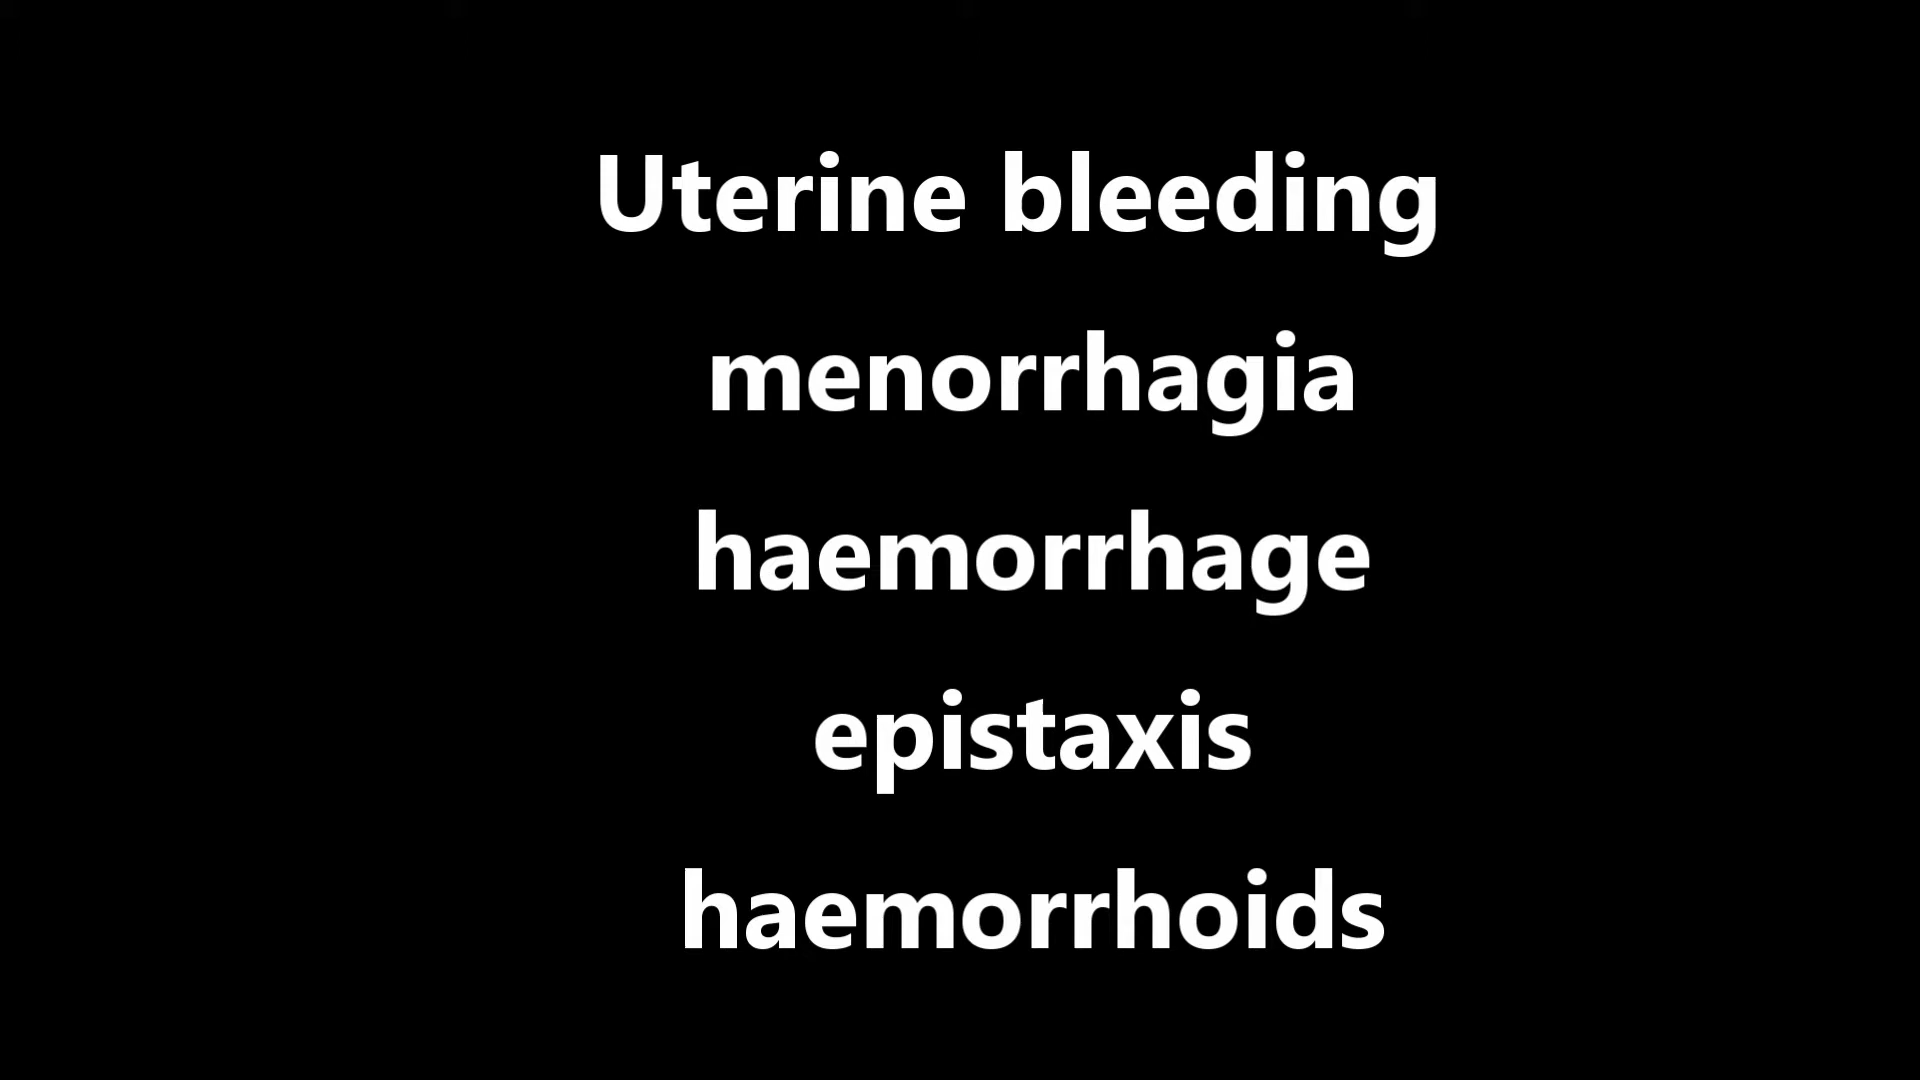 Uterine bleeding
menorrhagia
haemorrhage
epistaxis
haemorrhoids